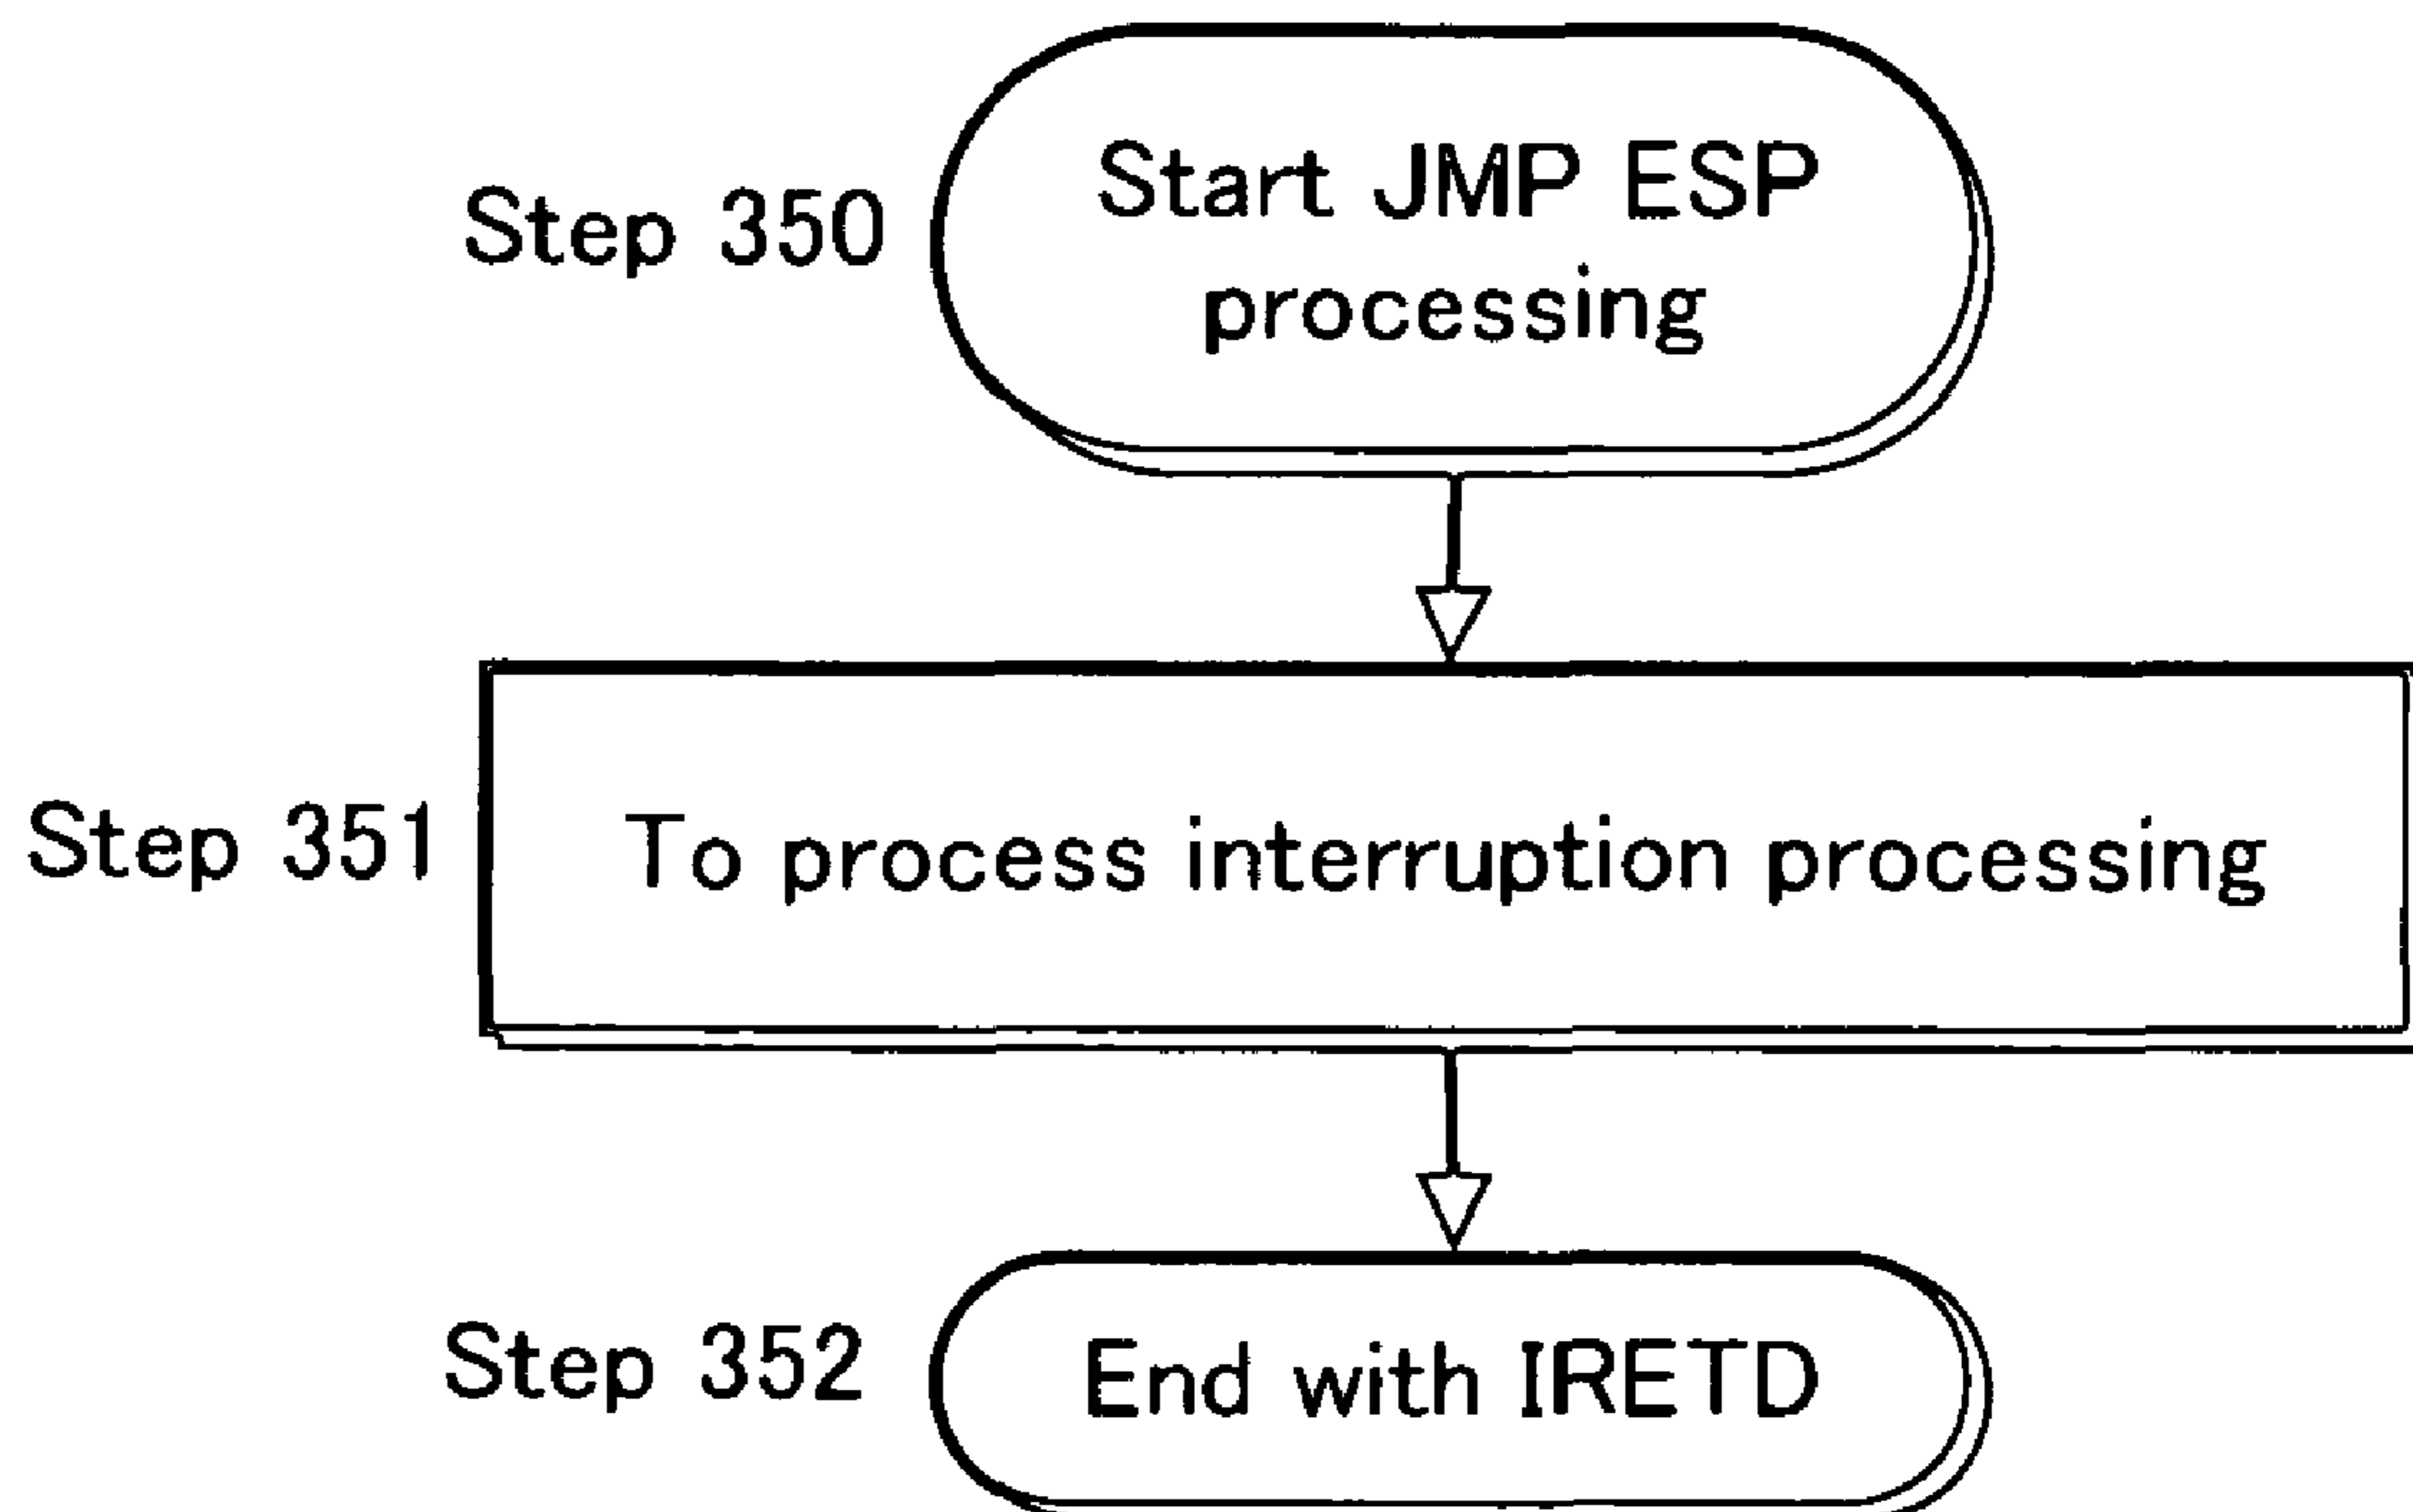 Step 350
Start JMP ESP
processing
Step 351
To process interruption processing
Step 352
End with IRETD